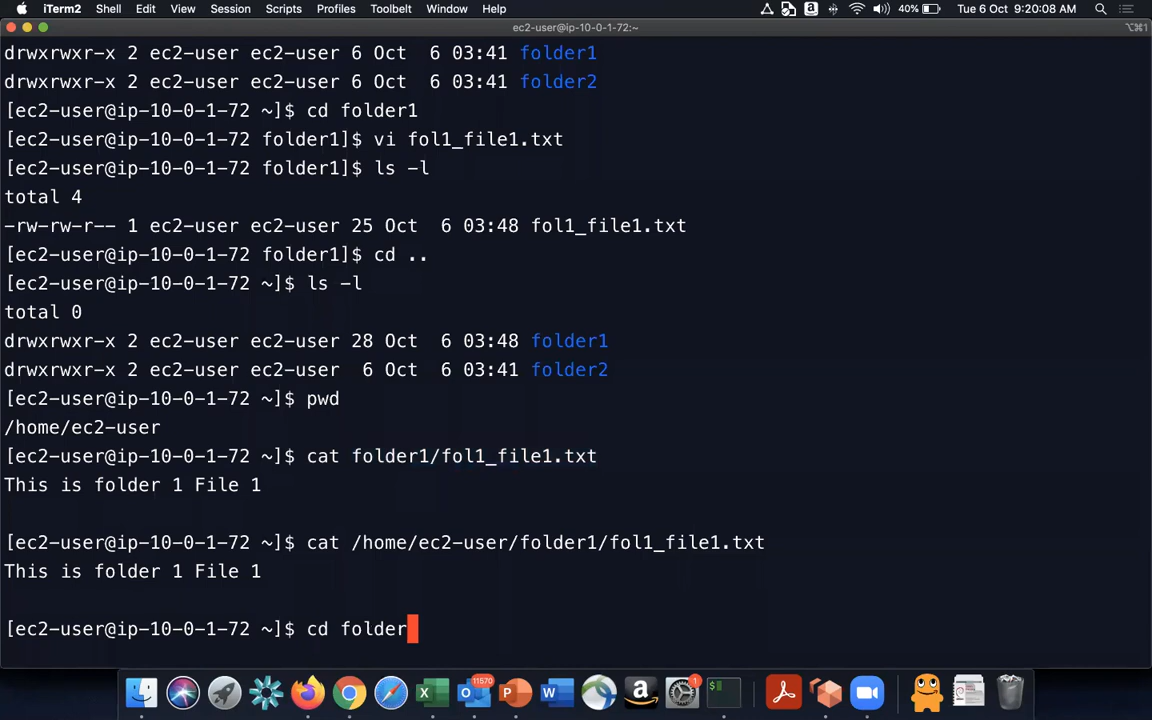 iTerm2 Shell Edit View Session Scripts Profiles Toolbelt Window Help 40% Tue 6 Oct 9:20:08 AM
ec2-user@ip-10-0-1-72:~ ⌥⌘1
drwxrwxr-x 2 ec2-user ec2-user 6 Oct  6 03:41 folder1
drwxrwxr-x 2 ec2-user ec2-user 6 Oct  6 03:41 folder2
[ec2-user@ip-10-0-1-72 ~]$ cd folder1
[ec2-user@ip-10-0-1-72 folder1]$ vi fol1_file1.txt
[ec2-user@ip-10-0-1-72 folder1]$ ls -l
total 4
-rw-rw-r-- 1 ec2-user ec2-user 25 Oct  6 03:48 fol1_file1.txt
[ec2-user@ip-10-0-1-72 folder1]$ cd ..
[ec2-user@ip-10-0-1-72 ~]$ ls -l
total 0
drwxrwxr-x 2 ec2-user ec2-user 28 Oct  6 03:48 folder1
drwxrwxr-x 2 ec2-user ec2-user  6 Oct  6 03:41 folder2
[ec2-user@ip-10-0-1-72 ~]$ pwd
/home/ec2-user
[ec2-user@ip-10-0-1-72 ~]$ cat folder1/fol1_file1.txt
This is folder 1 File 1
[ec2-user@ip-10-0-1-72 ~]$ cat /home/ec2-user/folder1/fol1_file1.txt
This is folder 1 File 1
[ec2-user@ip-10-0-1-72 ~]$ cd folder
11570
1